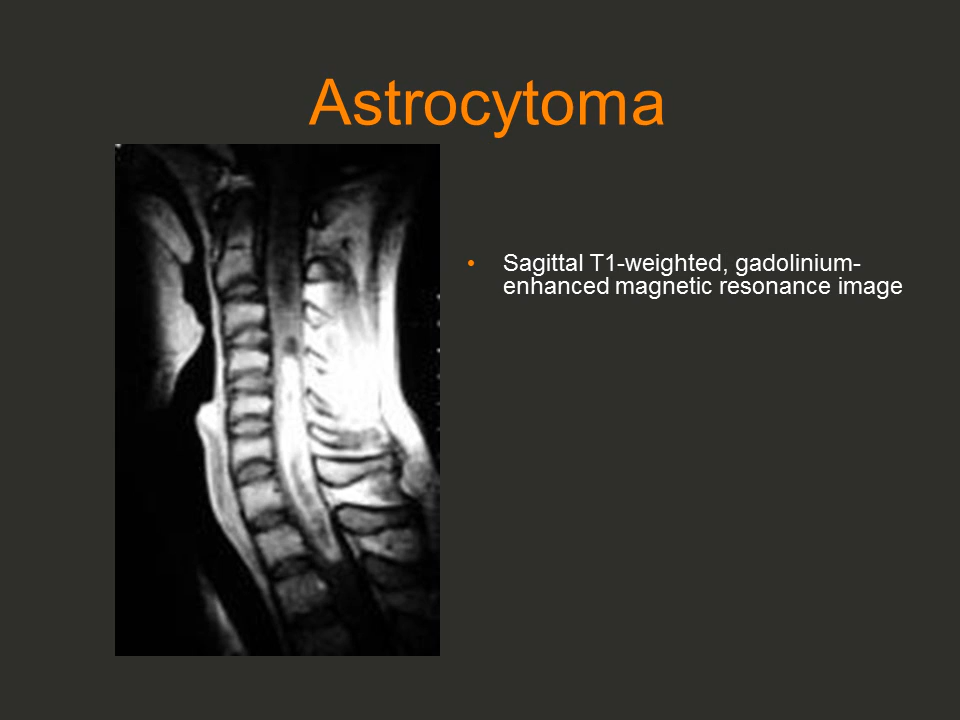 Astrocytoma
• Sagittal T1-weighted, gadolinium-
enhanced magnetic resonance image